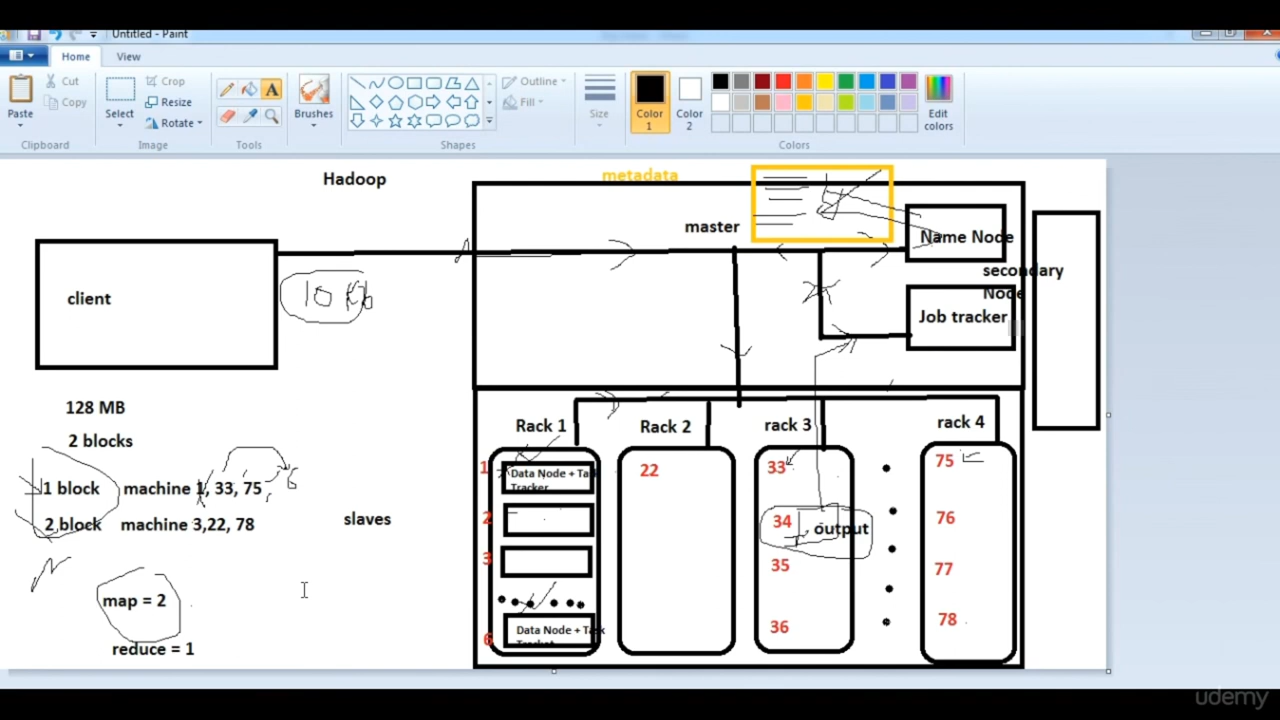 Untitled - Paint
Home View
Paste
Cut
Copy
Clipboard
Select
Crop
Resize
Rotate
Image
Tools
Brushes
Shapes
Outline
Fill
Size
Color 1
Color 2
Edit colors
Colors
Hadoop
metadata
master
Name Node
secondary
Node
Job tracker
client
10 Kb
128 MB
2 blocks
1 block machine 1, 33, 75, 6
2 block machine 3,22, 78
map = 2
reduce = 1
slaves
Rack 1 Rack 2 rack 3 rack 4
1 Data Node + Task
Tracker
2
3
6 Data Node + Task
Tracket
22
33
34 output
35
36
75
76
77
78
udemy